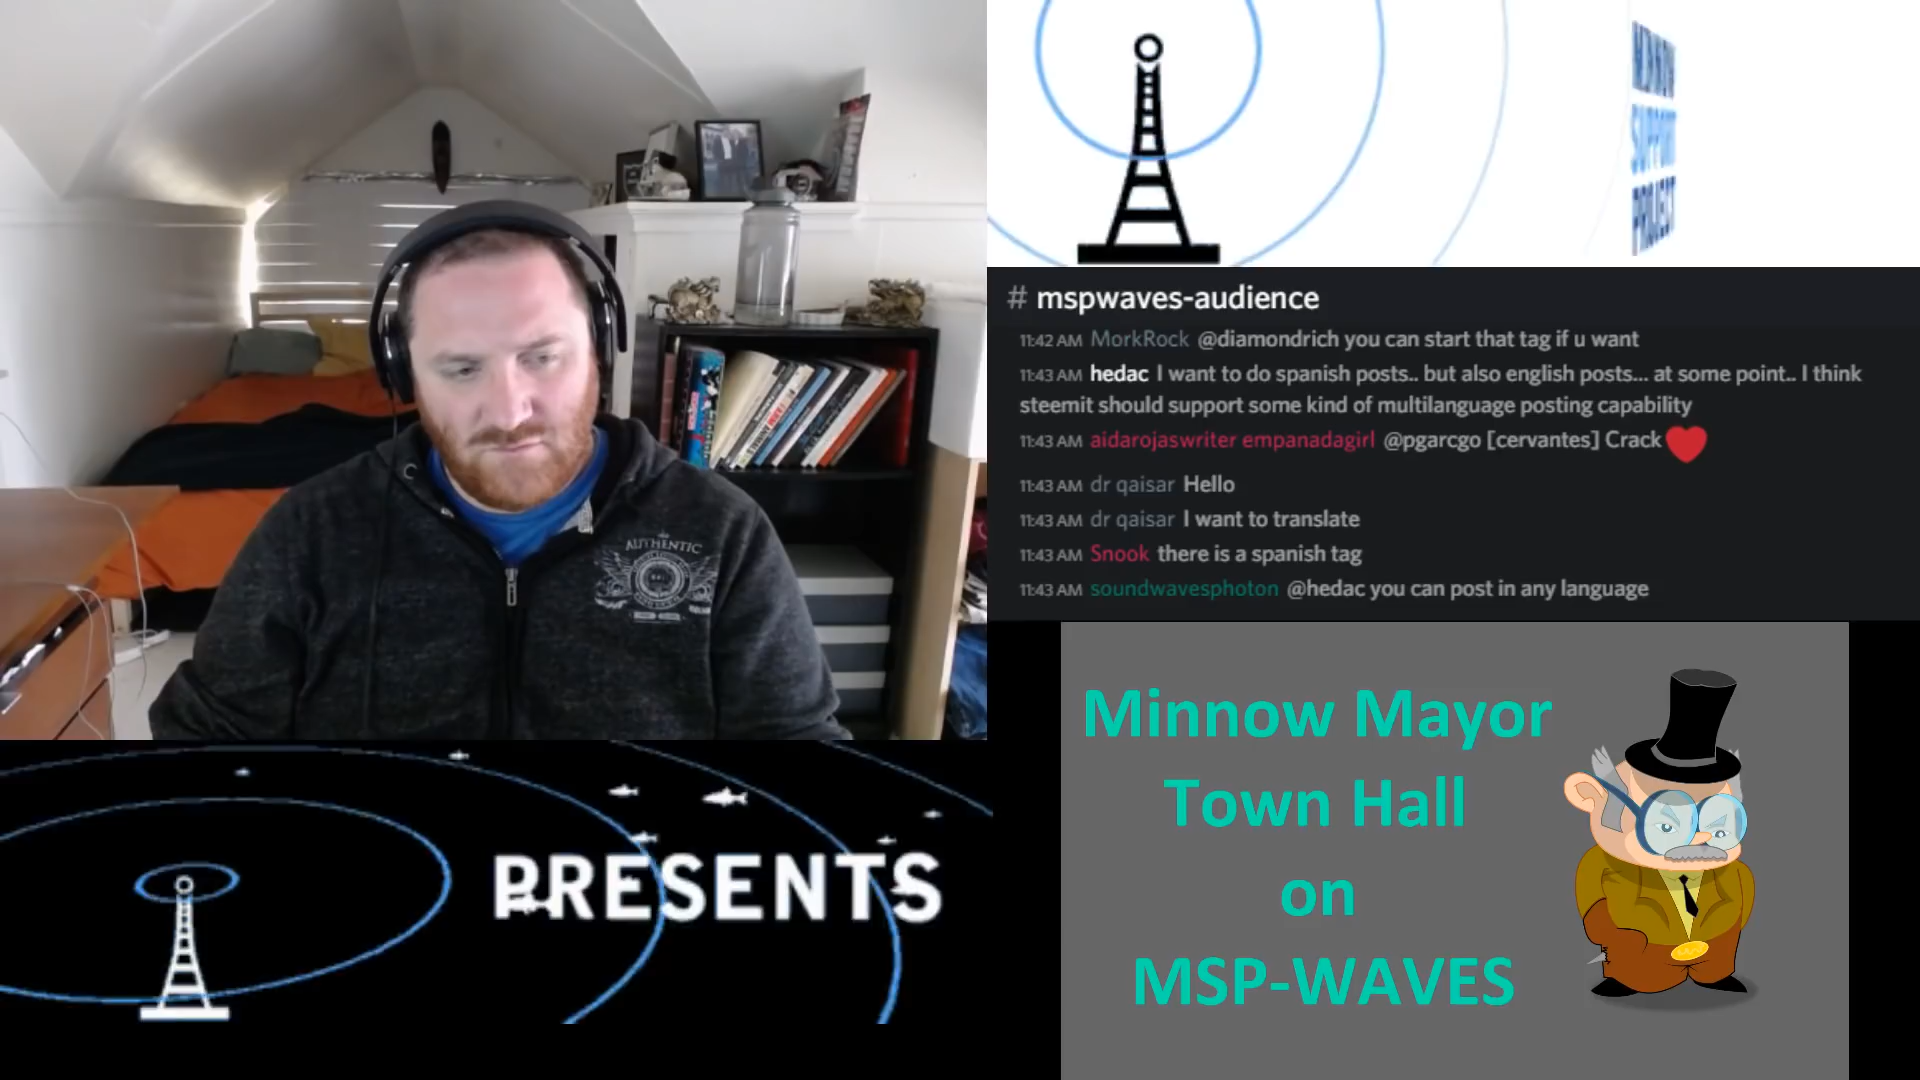 AUTHENTIC
MINNOW
SUPPORT
PROJECT
# mspwaves-audience
11:42 AM MorkRock @diamondrich you can start that tag if u want
11:43 AM hedac I want to do spanish posts.. but also english posts... at some point.. I think
steemit should support some kind of multilanguage posting capability
11:43 AM aidarojaswriter empanadagirl @pgarcgo [cervantes] Crack
11:43 AM dr qaisar Hello
11:43 AM dr qaisar I want to translate
11:43 AM Snook there is a spanish tag
11:43 AM soundwavesphoton @hedac you can post in any language
PRESENTS
Minnow Mayor
Town Hall
on
MSP-WAVES